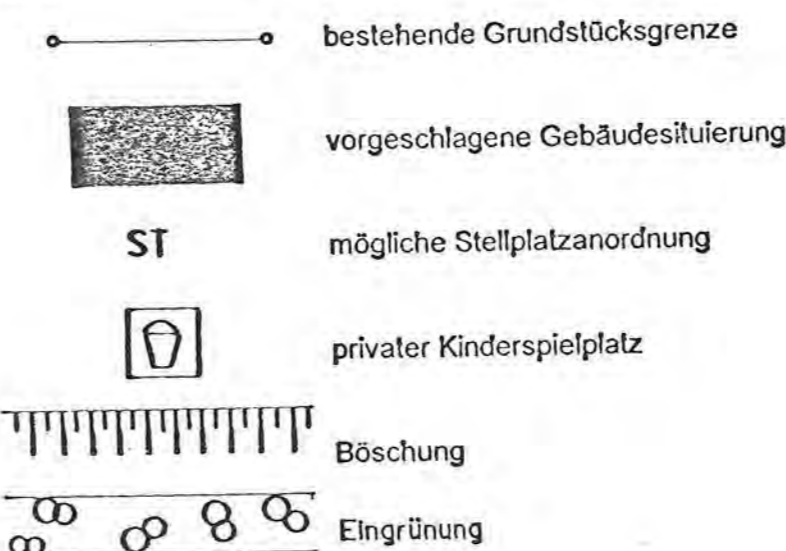 bestehende Grundstücksgrenze
vorgeschlagene Gebäudesituierung
ST mögliche Stellplatzanordnung
privater Kinderspielplatz
Böschung
Eingrünung